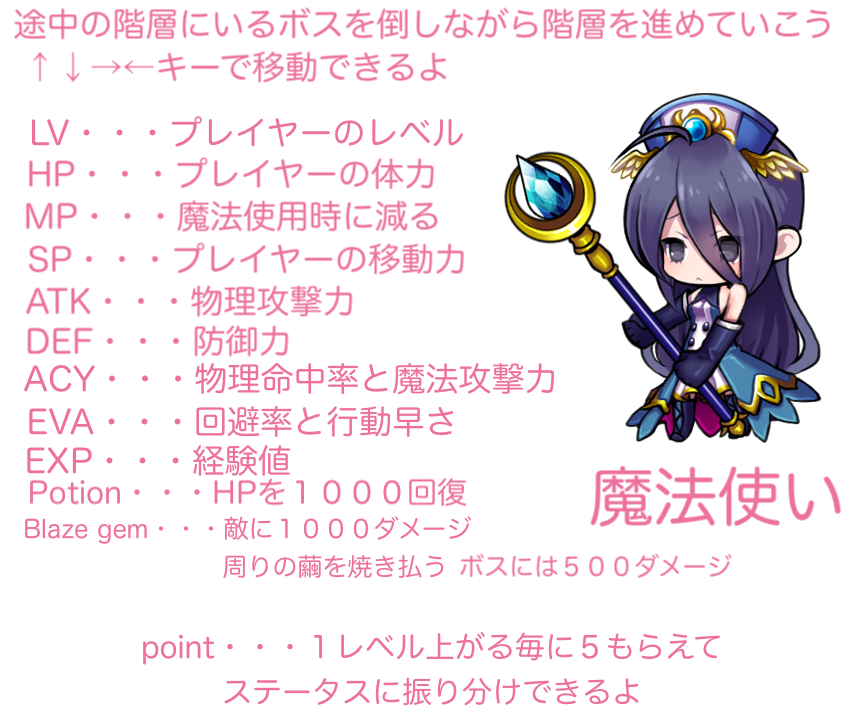 途中の階層にいるボスを倒しながら階層を進めていこう
↑↓→←キーで移動できるよ
LV・・・プレイヤーのレベル
HP・・・プレイヤーの体力
MP・・・魔法使用時に減る
SP・・・プレイヤーの移動力
ATK・・・物理攻撃力
DEF・・・防御力
ACY・・・物理命中率と魔法攻撃力
EVA・・・回避率と行動早さ
EXP・・・経験値
Potion・・・HPを１０００回復
Blaze gem・・・敵に１０００ダメージ
周りの繭を焼き払う ボスには５００ダメージ
魔法使い
point・・・１レベル上がる毎に５もらえて
ステータスに振り分けできるよ